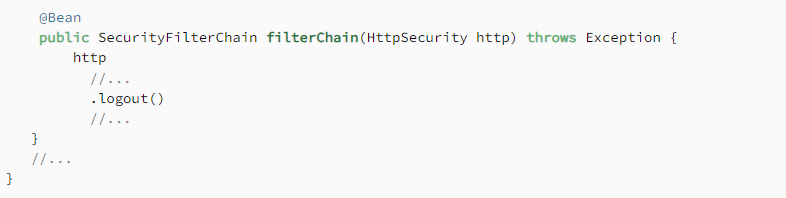 @Bean
public SecurityFilterChain filterChain(HttpSecurity http) throws Exception {
http
//...
.logout()
//...
}
//...
}